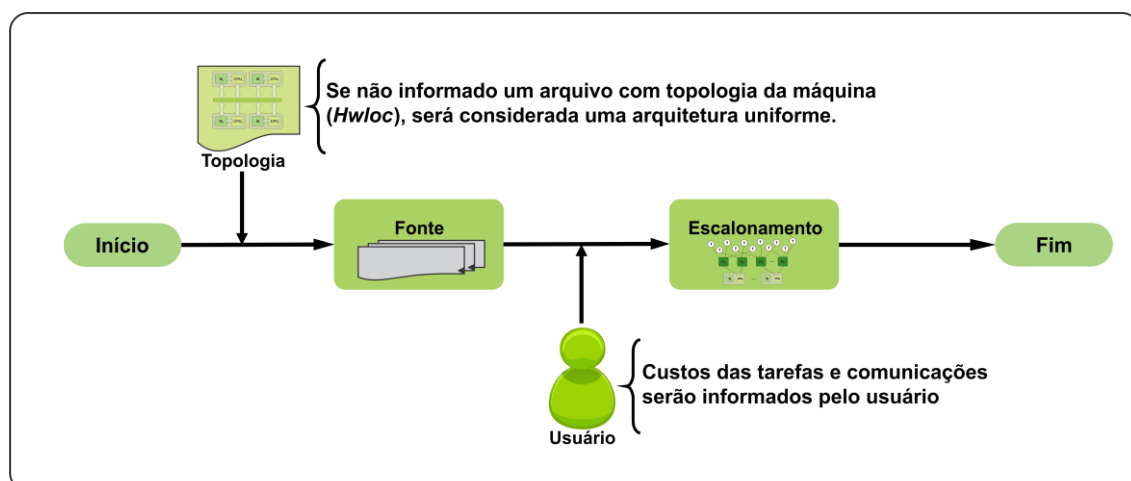 Se não informado um arquivo com topologia da máquina
(Hwloc), será considerada uma arquitetura uniforme.
Topologia
Início
Fonte
Escalonamento
Fim
Custos das tarefas e comunicações
serão informados pelo usuário
Usuário